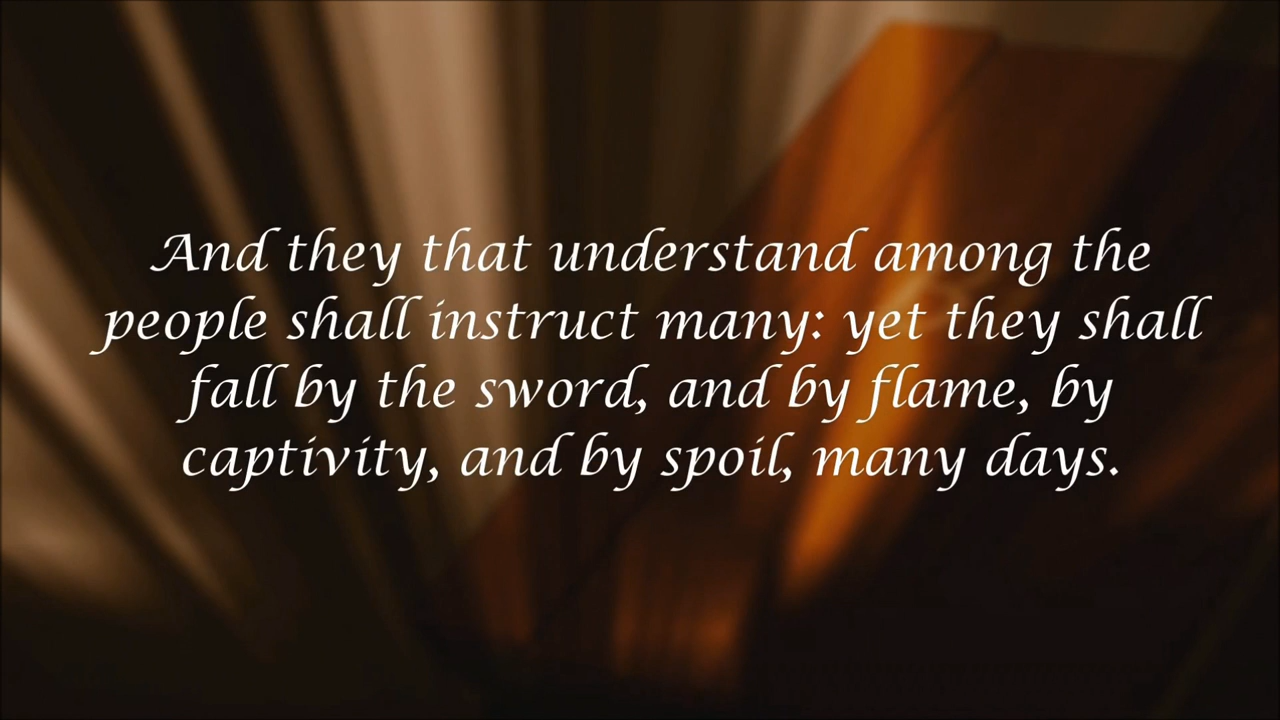 And they that understand among the
people shall instruct many: yet they shall
fall by the sword, and by flame, by
captivity, and by spoil, many days.